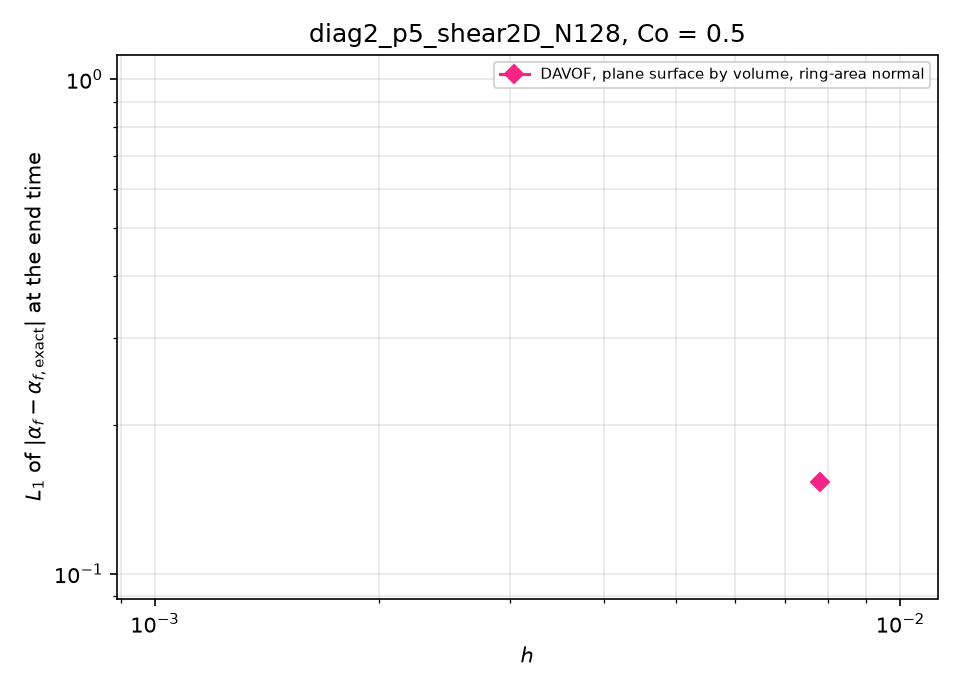 diag2_p5_shear2D_N128, Co = 0.5
DAVOF, plane surface by volume, ring-area normal
L₁ of |α_f − α_{f,exact}| at the end time
10⁰
10⁻¹
10⁻³
10⁻²
h